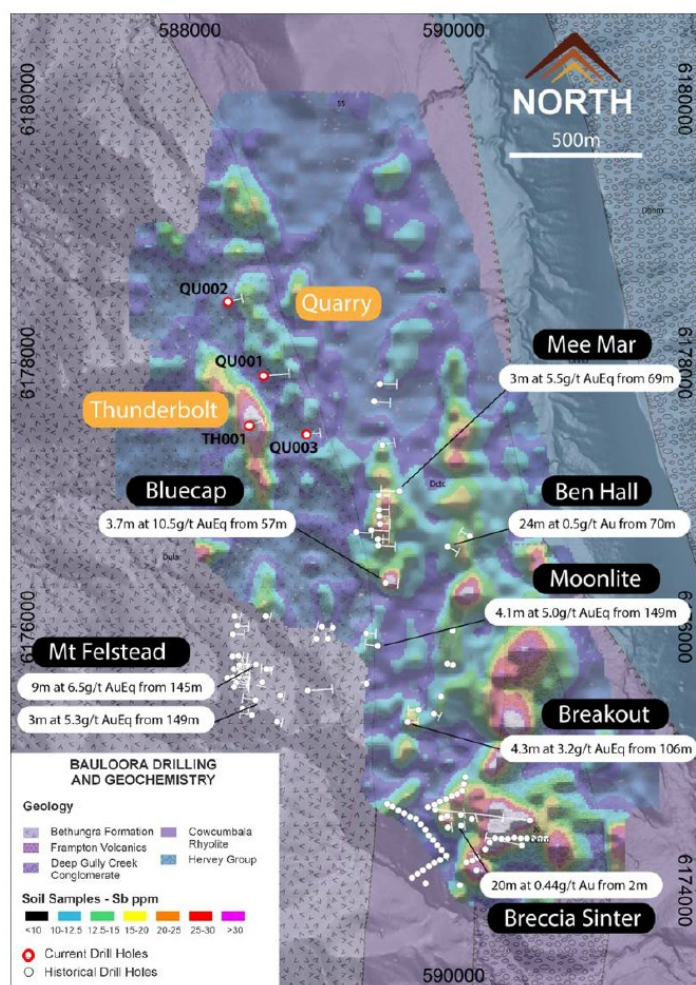 588000
590000
6180000
6180000
NORTH
500m
QU002
Quarry
6178000
6178000
QU001
Mee Mar
3m at 5.5g/t AuEq from 69m
Thunderbolt
TH001
QU003
Bluecap
3.7m at 10.5g/t AuEq from 57m
Ben Hall
24m at 0.5g/t Au from 70m
Moonlite
4.1m at 5.0g/t AuEq from 149m
6176000
6176000
Mt Felstead
9m at 6.5g/t AuEq from 145m
3m at 5.3g/t AuEq from 149m
Breakout
4.3m at 3.2g/t AuEq from 106m
20m at 0.44g/t Au from 2m
Breccia Sinter
6174000
590000
BAULOORA DRILLING
AND GEOCHEMISTRY
Geology
Bethungra Formation
Frampton Volcanics
Deep Gully Creek
Conglomerate
Cowcumbala
Rhyolite
Hervey Group
Soil Samples - Sb ppm
<10 10-12.5 12.5-15 15-20 20-25 25-30 >30
Current Drill Holes
Historical Drill Holes